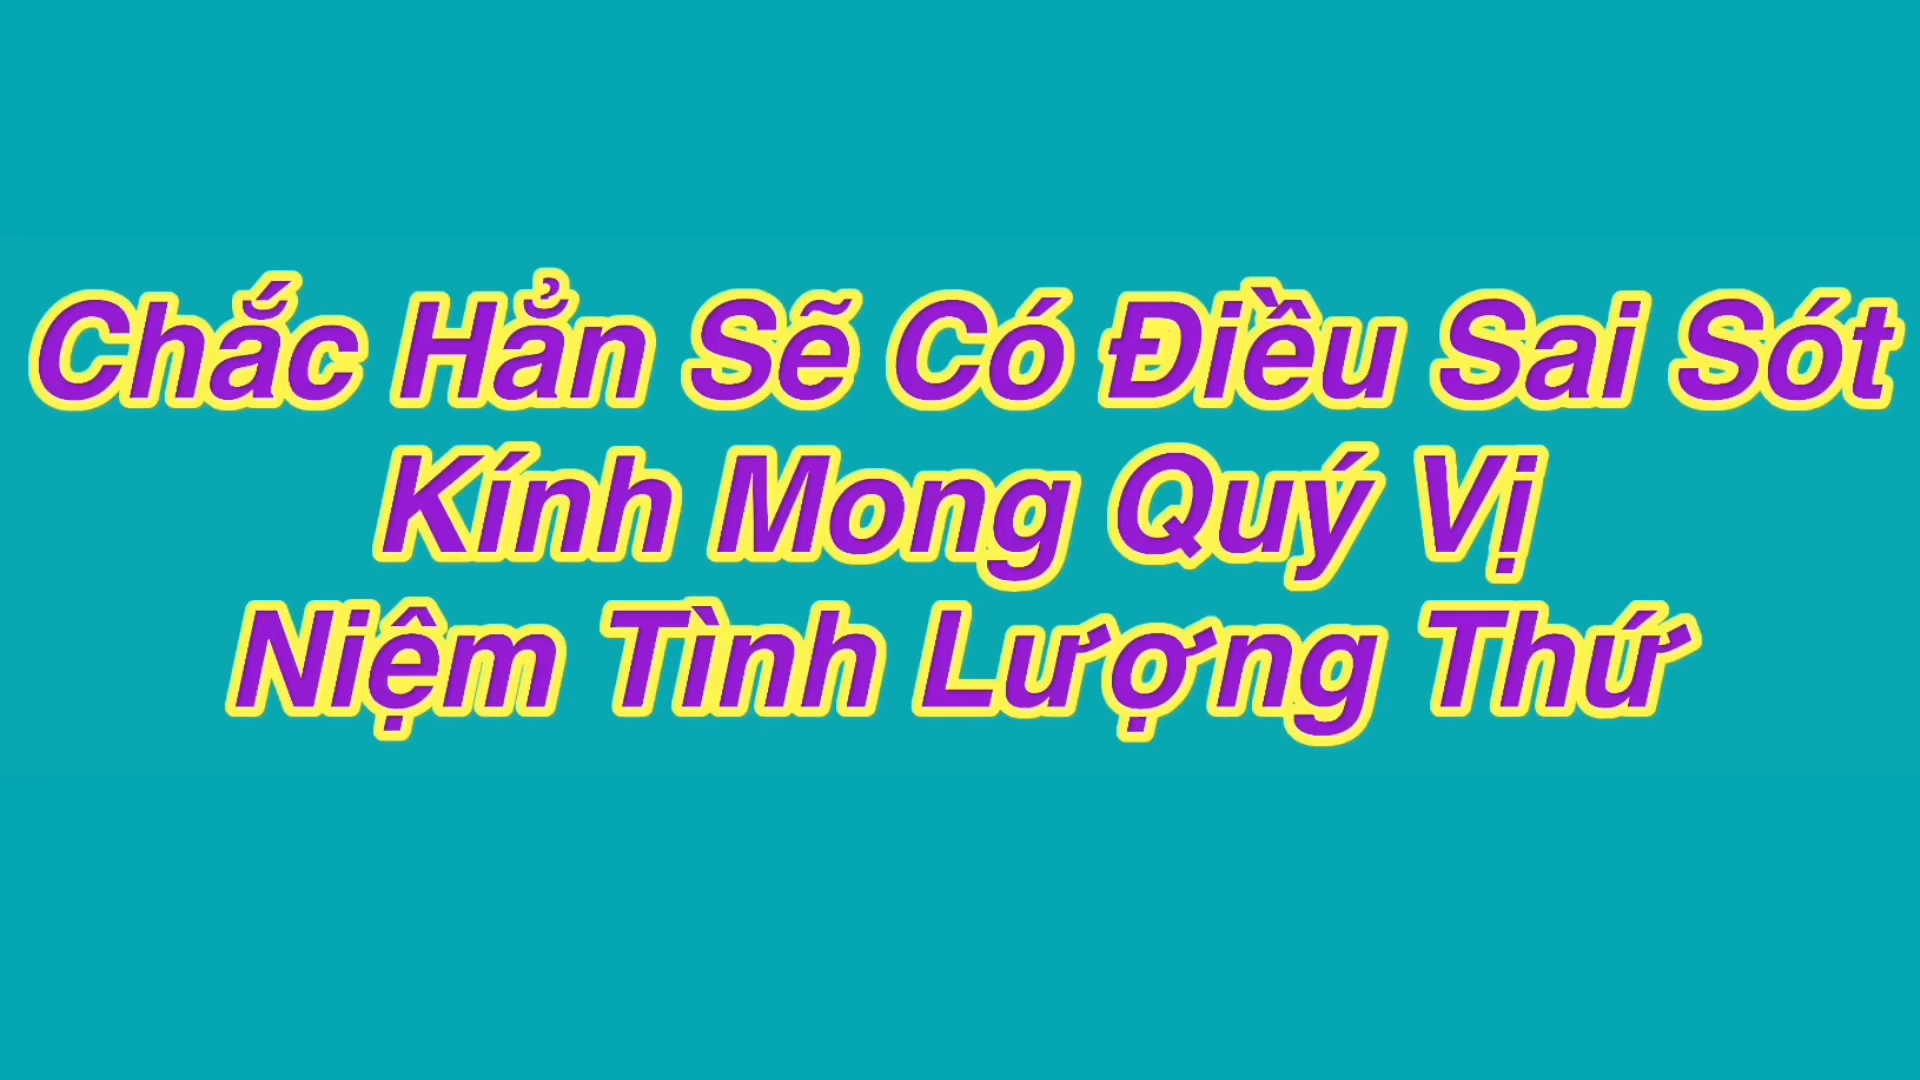 Chắc Hẳn Sẽ Có Điều Sai Sót
Kính Mong Quý Vị
Niệm Tình Lượng Thứ